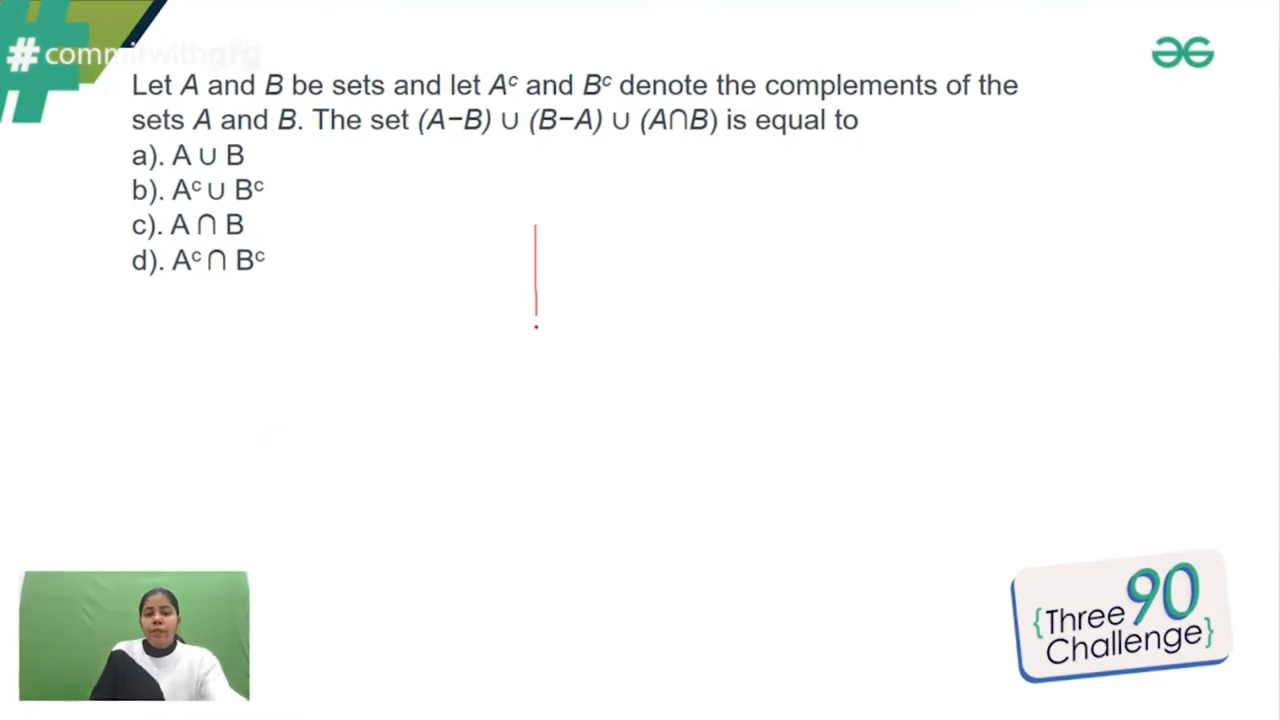 #commitwithgfg
Let A and B be sets and let Aᶜ and Bᶜ denote the complements of the
sets A and B. The set (A−B) ∪ (B−A) ∪ (A∩B) is equal to
a). A ∪ B
b). Aᶜ ∪ Bᶜ
c). A ∩ B
d). Aᶜ ∩ Bᶜ
{Three 90
Challenge}